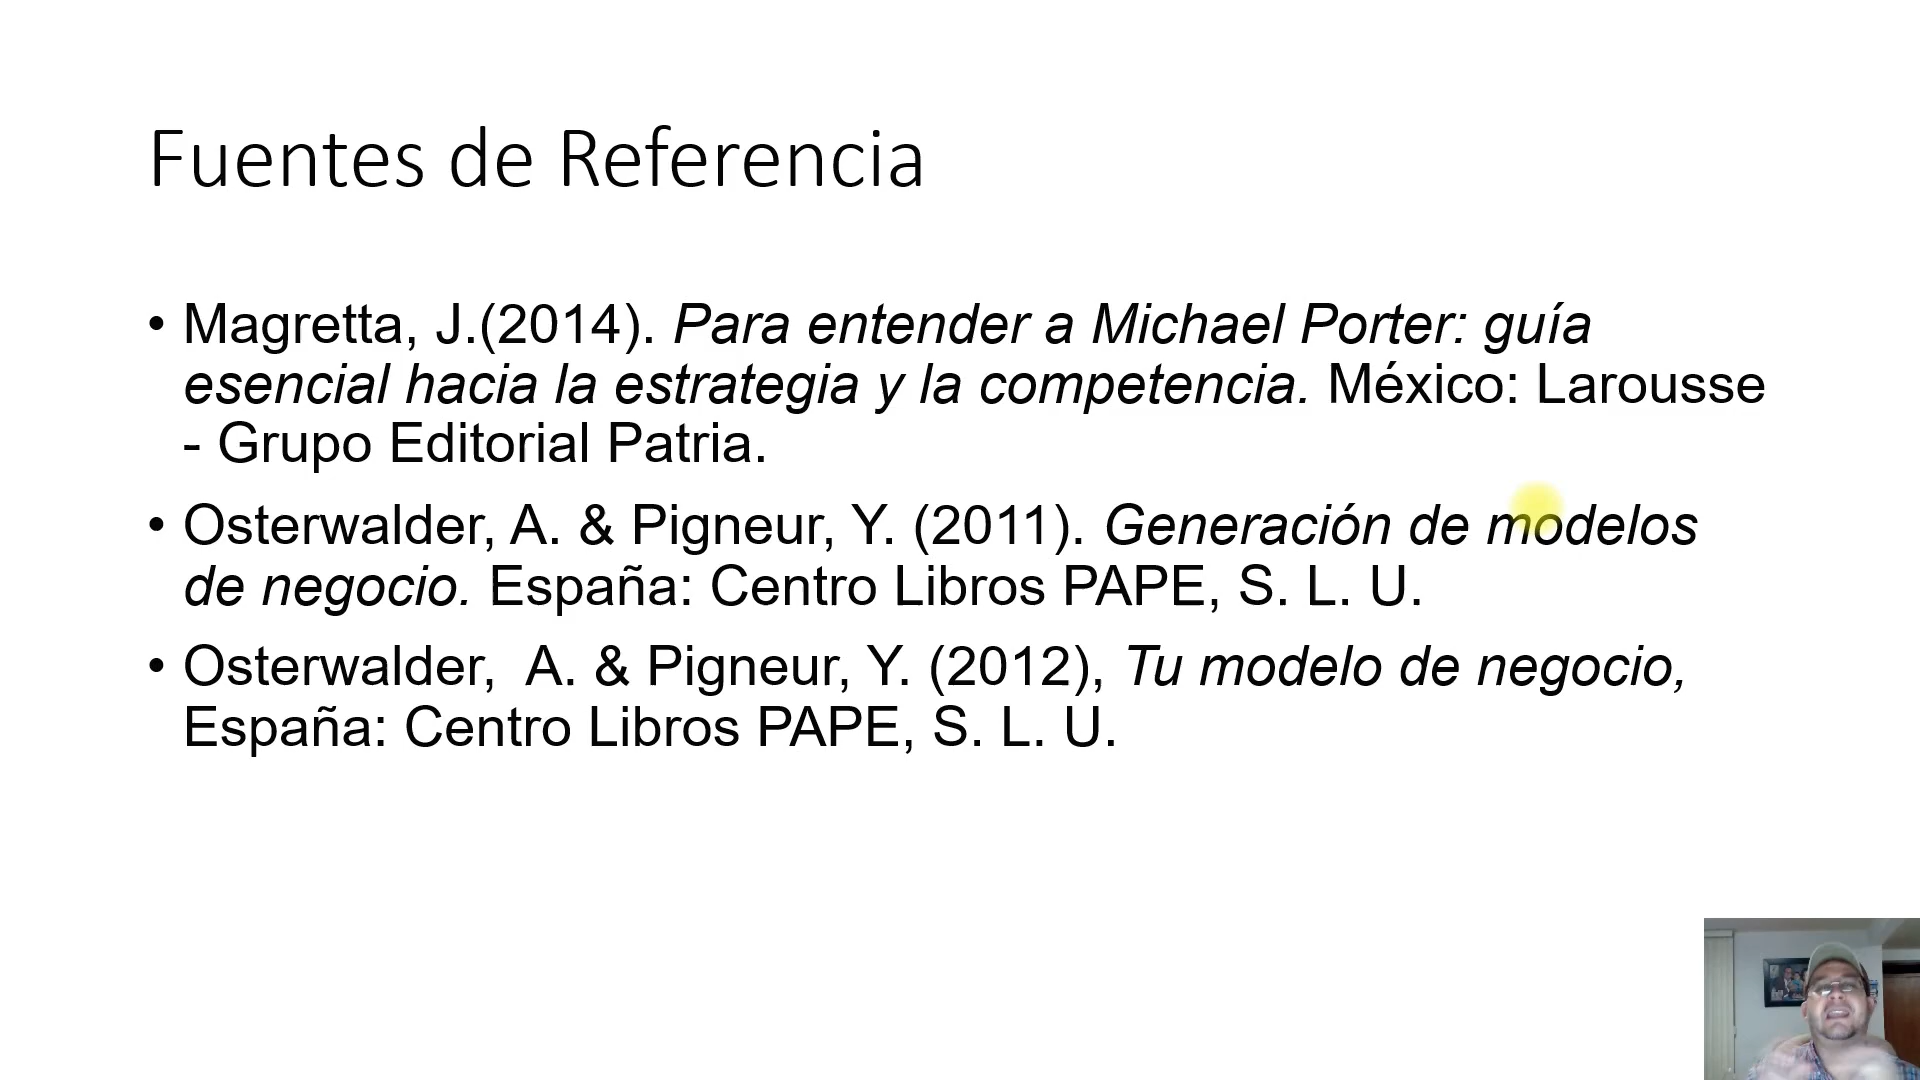 Fuentes de Referencia
• Magretta, J.(2014). Para entender a Michael Porter: guía
esencial hacia la estrategia y la competencia. México: Larousse
- Grupo Editorial Patria.
• Osterwalder, A. & Pigneur, Y. (2011). Generación de modelos
de negocio. España: Centro Libros PAPE, S. L. U.
• Osterwalder,  A. & Pigneur, Y. (2012), Tu modelo de negocio,
España: Centro Libros PAPE, S. L. U.